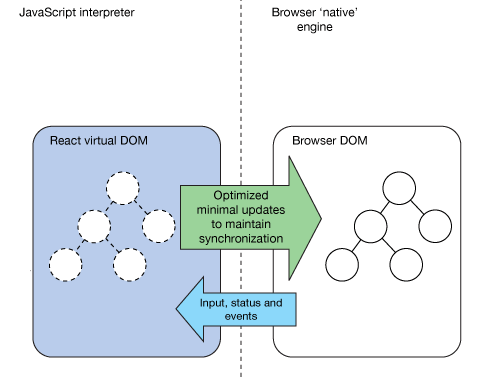 JavaScript interpreter
Browser ‘native’
engine
React virtual DOM
Browser DOM
Optimized
minimal updates
to maintain
synchronization
Input, status and
events